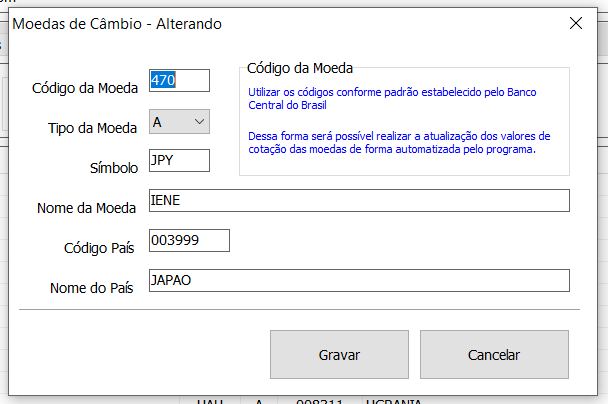 Moedas de Câmbio - Alterando
Código da Moeda
470
Tipo da Moeda
A
Símbolo
JPY
Código da Moeda
Utilizar os códigos conforme padrão estabelecido pelo Banco
Central do Brasil
Dessa forma será possível realizar a atualização dos valores de
cotação das moedas de forma automatizada pelo programa.
Nome da Moeda
IENE
Código País
003999
Nome do País
JAPAO
Gravar
Cancelar